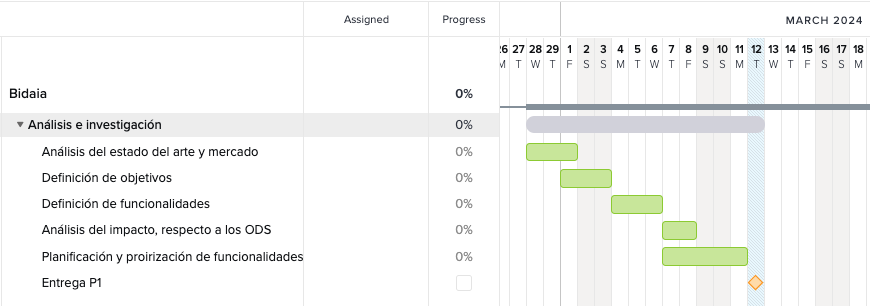 Assigned Progress MARCH 2024
26 27 28 29 1 2 3 4 5 6 7 8 9 10 11 12 13 14 15 16 17 18
M T W T F S S M T W T F S S M T W T F S S M
Bidaia 0%
Análisis e investigación 0%
Análisis del estado del arte y mercado 0%
Definición de objetivos 0%
Definición de funcionalidades 0%
Análisis del impacto, respecto a los ODS 0%
Planificación y proirización de funcionalidades 0%
Entrega P1